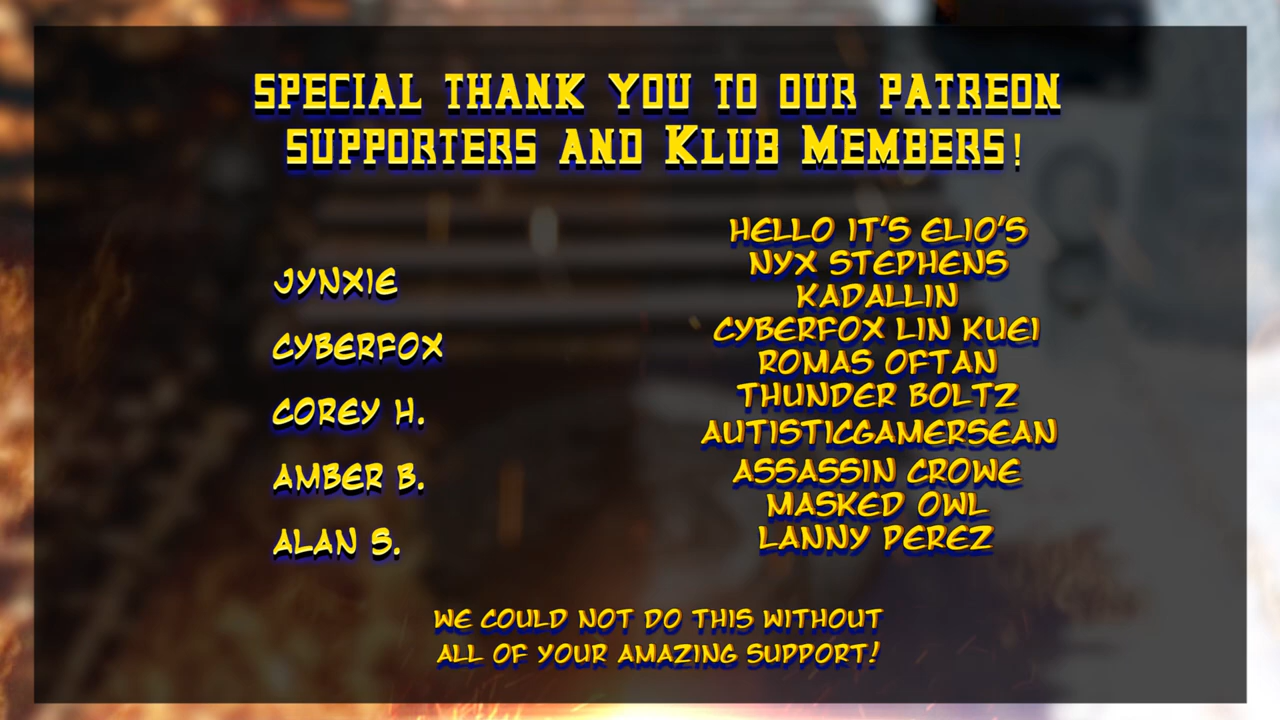 SPECIAL THANK YOU TO OUR PATREON
SUPPORTERS AND KLUB MEMBERS!
JYNXIE
CYBERFOX
COREY H.
AMBER B.
ALAN S.
HELLO IT'S ELIO'S
NYX STEPHENS
KADALLIN
CYBERFOX LIN KUEI
ROMAS OFTAN
THUNDER BOLTZ
AUTISTICGAMERSEAN
ASSASSIN CROWE
MASKED OWL
LANNY PEREZ
WE COULD NOT DO THIS WITHOUT
ALL OF YOUR AMAZING SUPPORT!